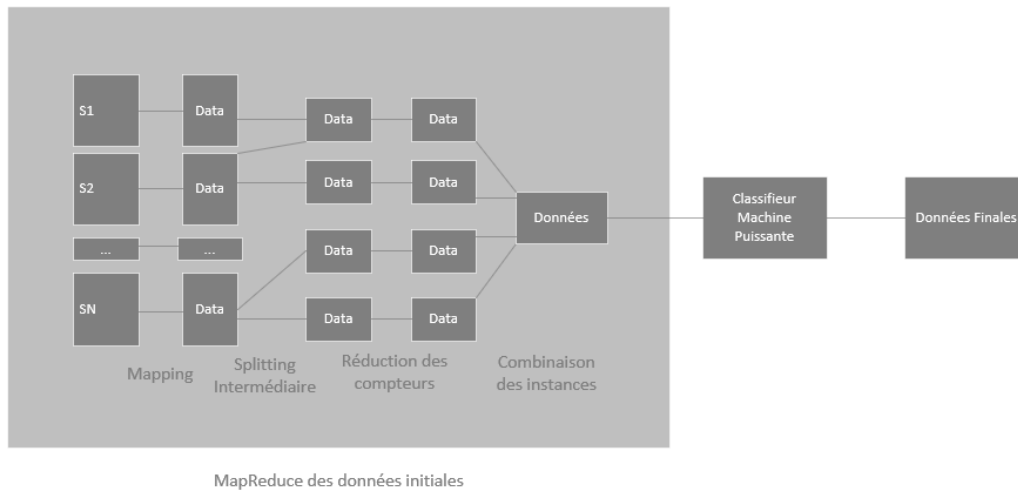 S1
Data
Data
Data
S2
Data
Data
Data
...
...
Données
Classifieur
Machine
Puissante
Données Finales
SN
Data
Data
Data
Data
Data
Mapping
Splitting
Intermédiaire
Réduction des
compteurs
Combinaison
des instances
MapReduce des données initiales